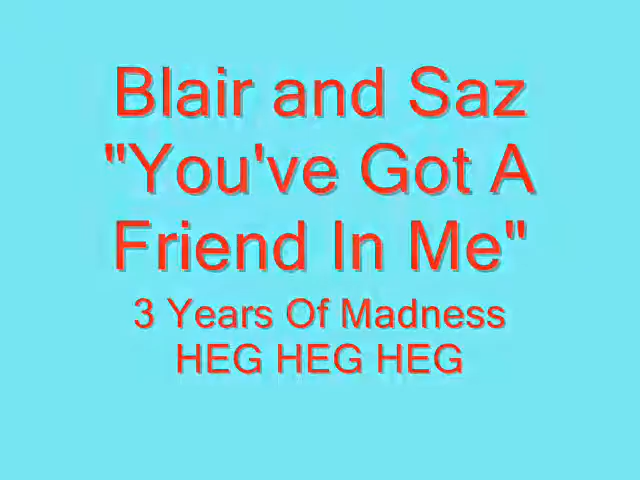 Blair and Saz
"You've Got A
Friend In Me"
3 Years Of Madness
HEG HEG HEG